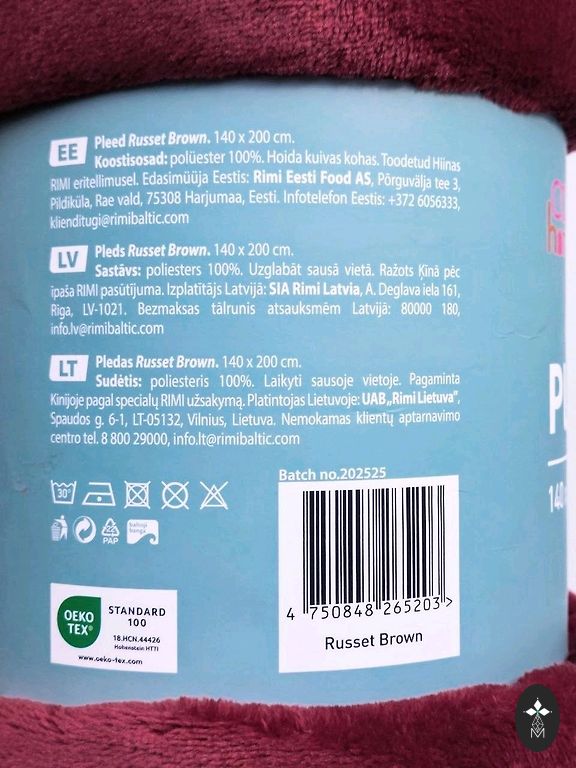 EE Pleed Russet Brown. 140 x 200 cm.
Koostisosad: polüester 100%. Hoida kuivas kohas. Toodetud Hiinas
RIMI eritellimusel. Edasimüüja Eestis: Rimi Eesti Food AS, Põrguvälja tee 3,
Pildiküla, Rae vald, 75308 Harjumaa, Eesti. Infotelefon Eestis: +372 6056333,
klienditugi@rimibaltic.com
LV Pleds Russet Brown. 140 x 200 cm.
Sastāvs: poliesters 100%. Uzglabāt sausā vietā. Ražots Ķīnā pēc
īpaša RIMI pasūtījuma. Izplatītājs Latvijā: SIA Rimi Latvia, A. Deglava iela 161,
Rīga, LV-1021. Bezmaksas tālrunis atsauksmēm Latvijā: 80000 180,
info.lv@rimibaltic.com
LT Pledas Russet Brown. 140 x 200 cm.
Sudėtis: poliesteris 100%. Laikyti sausoje vietoje. Pagaminta
Kinijoje pagal specialų RIMI užsakymą. Platintojas Lietuvoje: UAB „Rimi Lietuva",
Spaudos g. 6-1, LT-05132, Vilnius, Lietuva. Nemokamas klientų aptarnavimo
centro tel. 8 800 29000, info.lt@rimibaltic.com
30°
22
PAP
baltoji banga
Batch no.202525
4 750848 265203 >
Russet Brown
OEKO
TEX®
STANDARD
100
18.HCN.44426
Hohenstein HTTI
www.oeko-tex.com
140
M